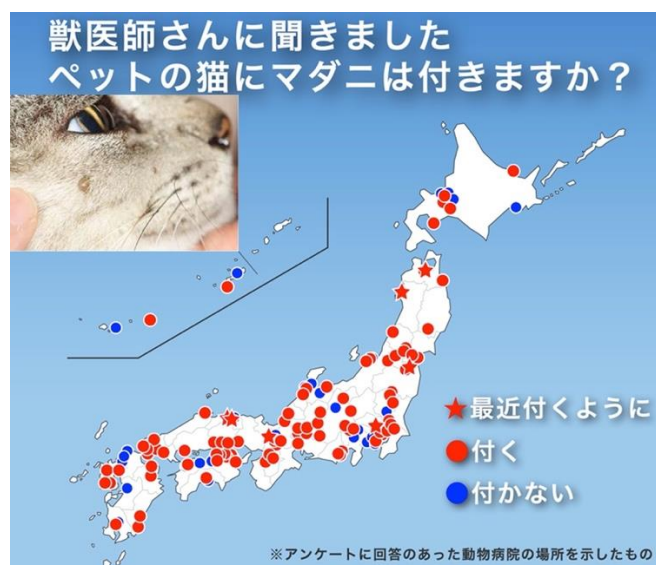 獣医師さんに聞きました
ペットの猫にマダニは付きますか？
★最近付くように
付く
付かない
※アンケートに回答のあった動物病院の場所を示したもの